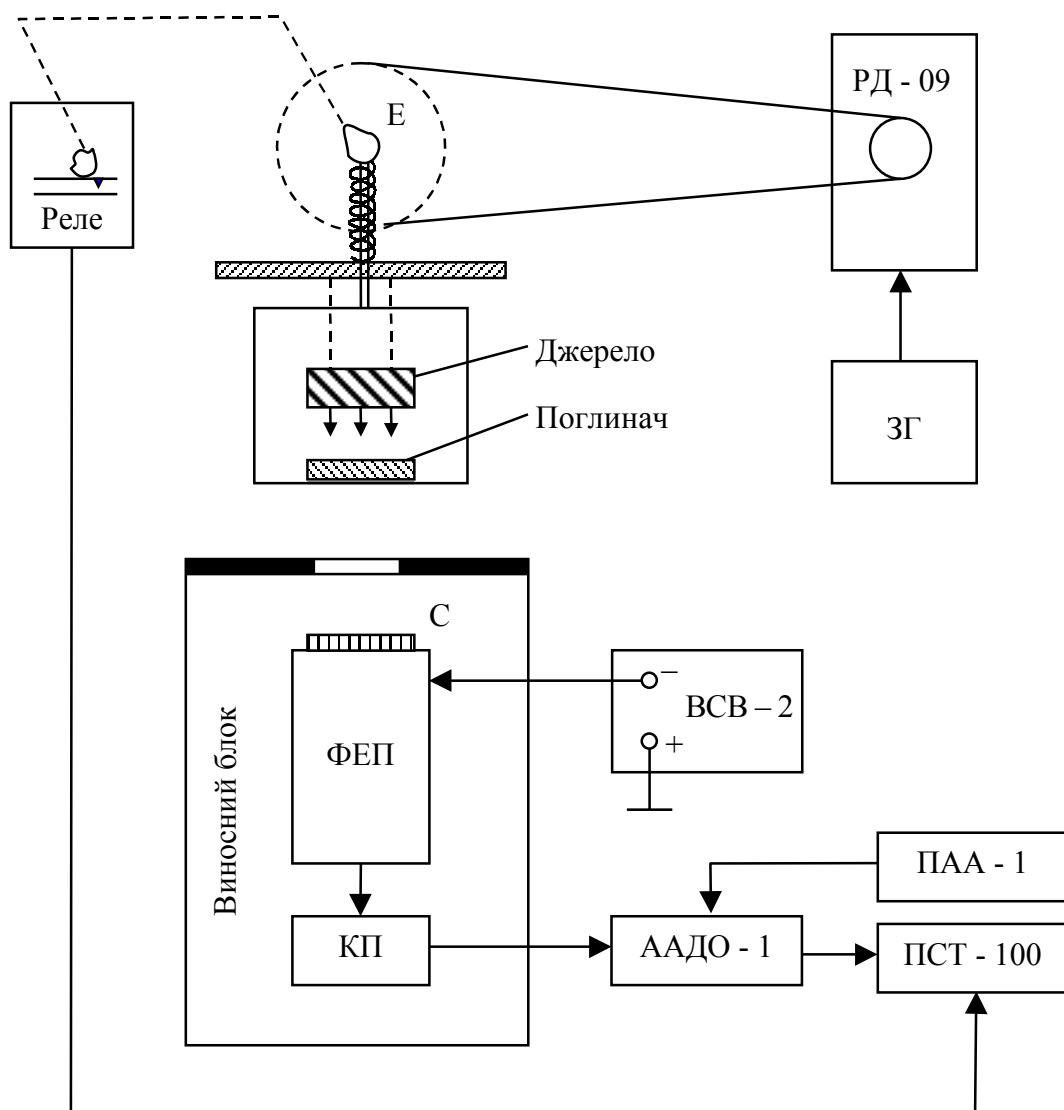 РД - 09
Е
Реле
Джерело
Поглинач
ЗГ
С
ФЕП
Виносний блок
КП
−
ВСВ – 2
+
ПАА - 1
ААДО - 1
ПСТ - 100